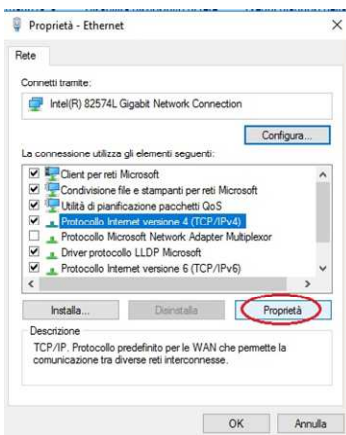 Proprietà - Ethernet
Rete
Connetti tramite:
Intel(R) 82574L Gigabit Network Connection
Configura...
La connessione utilizza gli elementi seguenti:
Client per reti Microsoft
Condivisione file e stampanti per reti Microsoft
Utilità di pianificazione pacchetti QoS
Protocollo Internet versione 4 (TCP/IPv4)
Protocollo Microsoft Network Adapter Multiplexor
Driver protocollo LLDP Microsoft
Protocollo Internet versione 6 (TCP/IPv6)
Installa... Disinstalla Proprietà
Descrizione
TCP/IP. Protocollo predefinito per le WAN che permette la
comunicazione tra diverse reti interconnesse.
OK Annulla